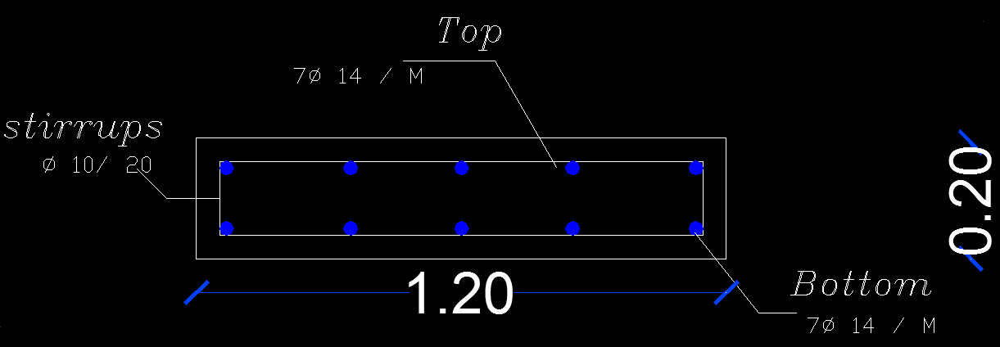 Top
7ø 14 / M
stirrups
ø 10/ 20
0.20
1.20
Bottom
7ø 14 / M